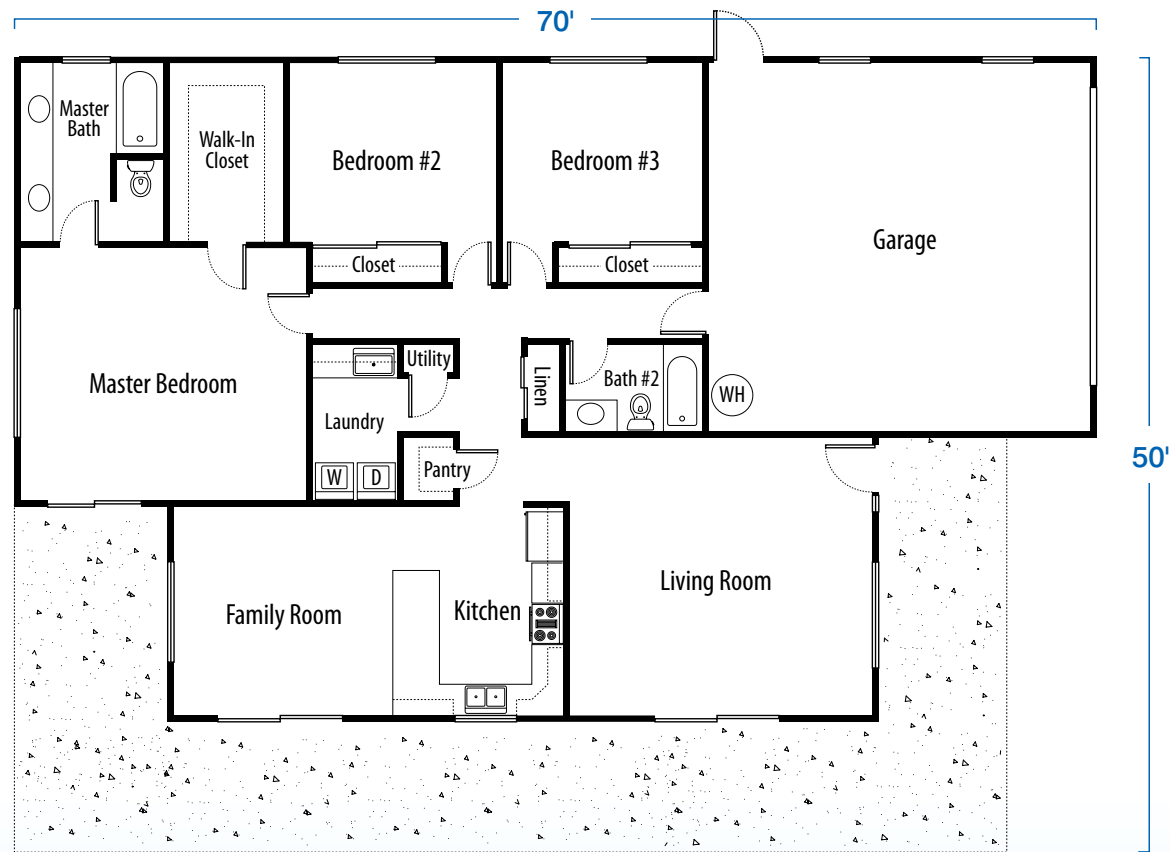 70'
Master
Bath
Walk-In
Closet
Bedroom #2
Bedroom #3
Garage
Closet
Closet
Master Bedroom
Utility
Linen
Bath #2
WH
Laundry
W
D
Pantry
50'
Family Room
Kitchen
Living Room